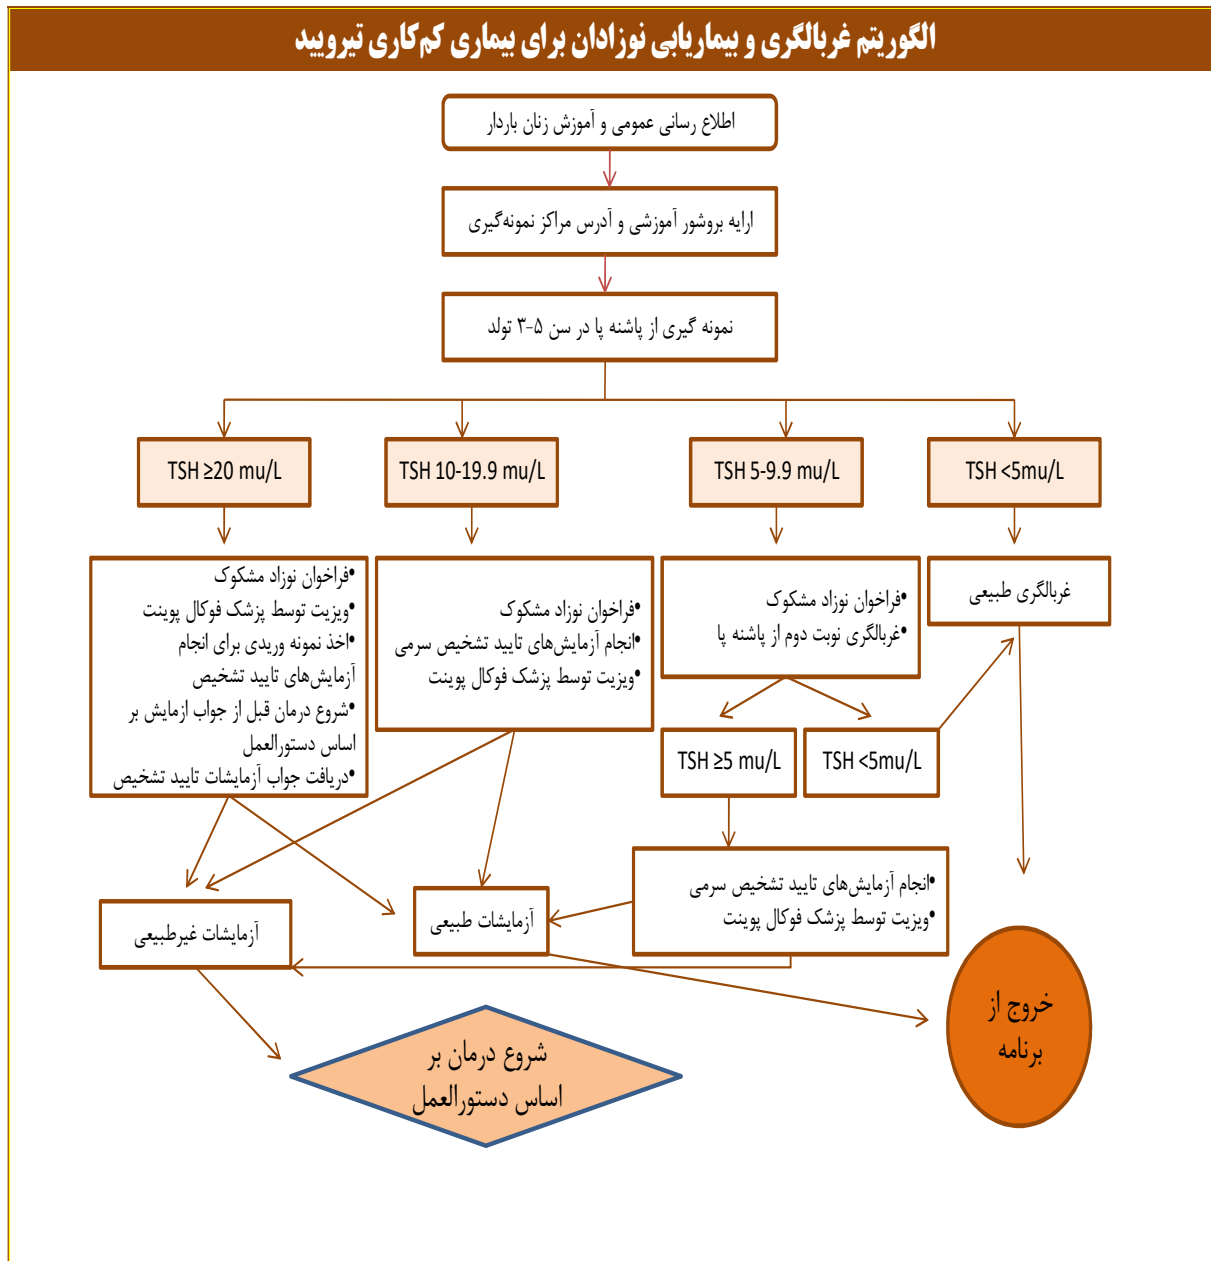 الگوریتم غربالگری و بیماریابی نوزادان برای بیماری کم‌کاری تیرویید
اطلاع رسانی عمومی و آموزش زنان باردار
ارایه بروشور آموزشی و آدرس مراکز نمونه‌گیری
نمونه گیری از پاشنه پا در سن ۵-۳ تولد
TSH <5mu/L
TSH 5-9.9 mu/L
TSH 10-19.9 mu/L
TSH ≥20 mu/L
غربالگری طبیعی
•فراخوان نوزاد مشکوک
•غربالگری نوبت دوم از پاشنه پا
•فراخوان نوزاد مشکوک
•انجام آزمایش‌های تایید تشخیص سرمی
•ویزیت توسط پزشک فوکال پوینت
•فراخوان نوزاد مشکوک
•ویزیت توسط پزشک فوکال پوینت
•اخذ نمونه وریدی برای انجام
آزمایش‌های تایید تشخیص
•شروع درمان قبل از جواب ازمایش بر
اساس دستورالعمل
•دریافت جواب آزمایشات تایید تشخیص
TSH <5mu/L
TSH ≥5 mu/L
•انجام آزمایش‌های تایید تشخیص سرمی
•ویزیت توسط پزشک فوکال پوینت
آزمایشات طبیعی
آزمایشات غیرطبیعی
خروج از
برنامه
شروع درمان بر
اساس دستورالعمل